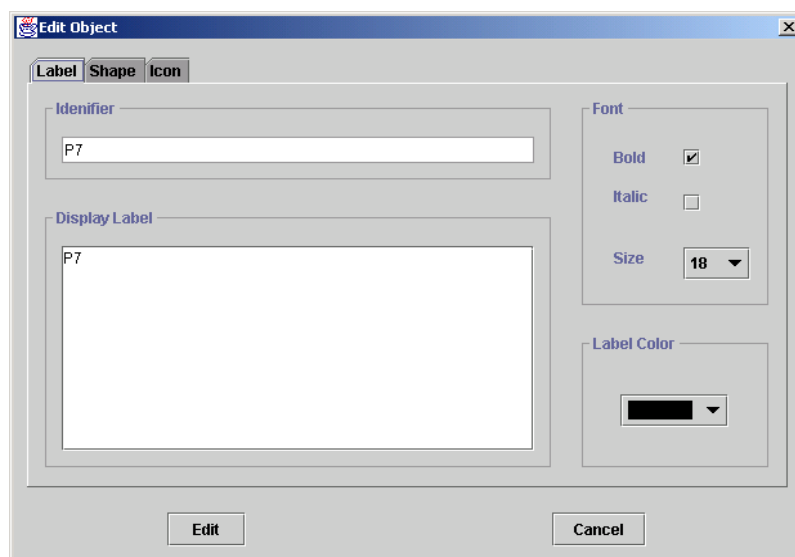 Edit Object
Label Shape Icon
Idenifier
P7
Display Label
P7
Font
Bold
Italic
Size 18
Label Color
Edit Cancel